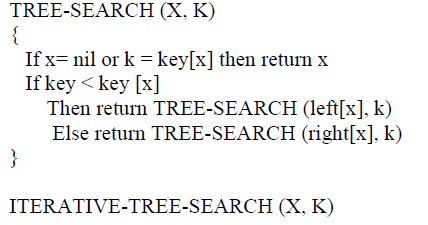 TREE-SEARCH (X, K)
{
If x= nil or k = key[x] then return x
If key < key [x]
Then return TREE-SEARCH (left[x], k)
Else return TREE-SEARCH (right[x], k)
}
ITERATIVE-TREE-SEARCH (X, K)